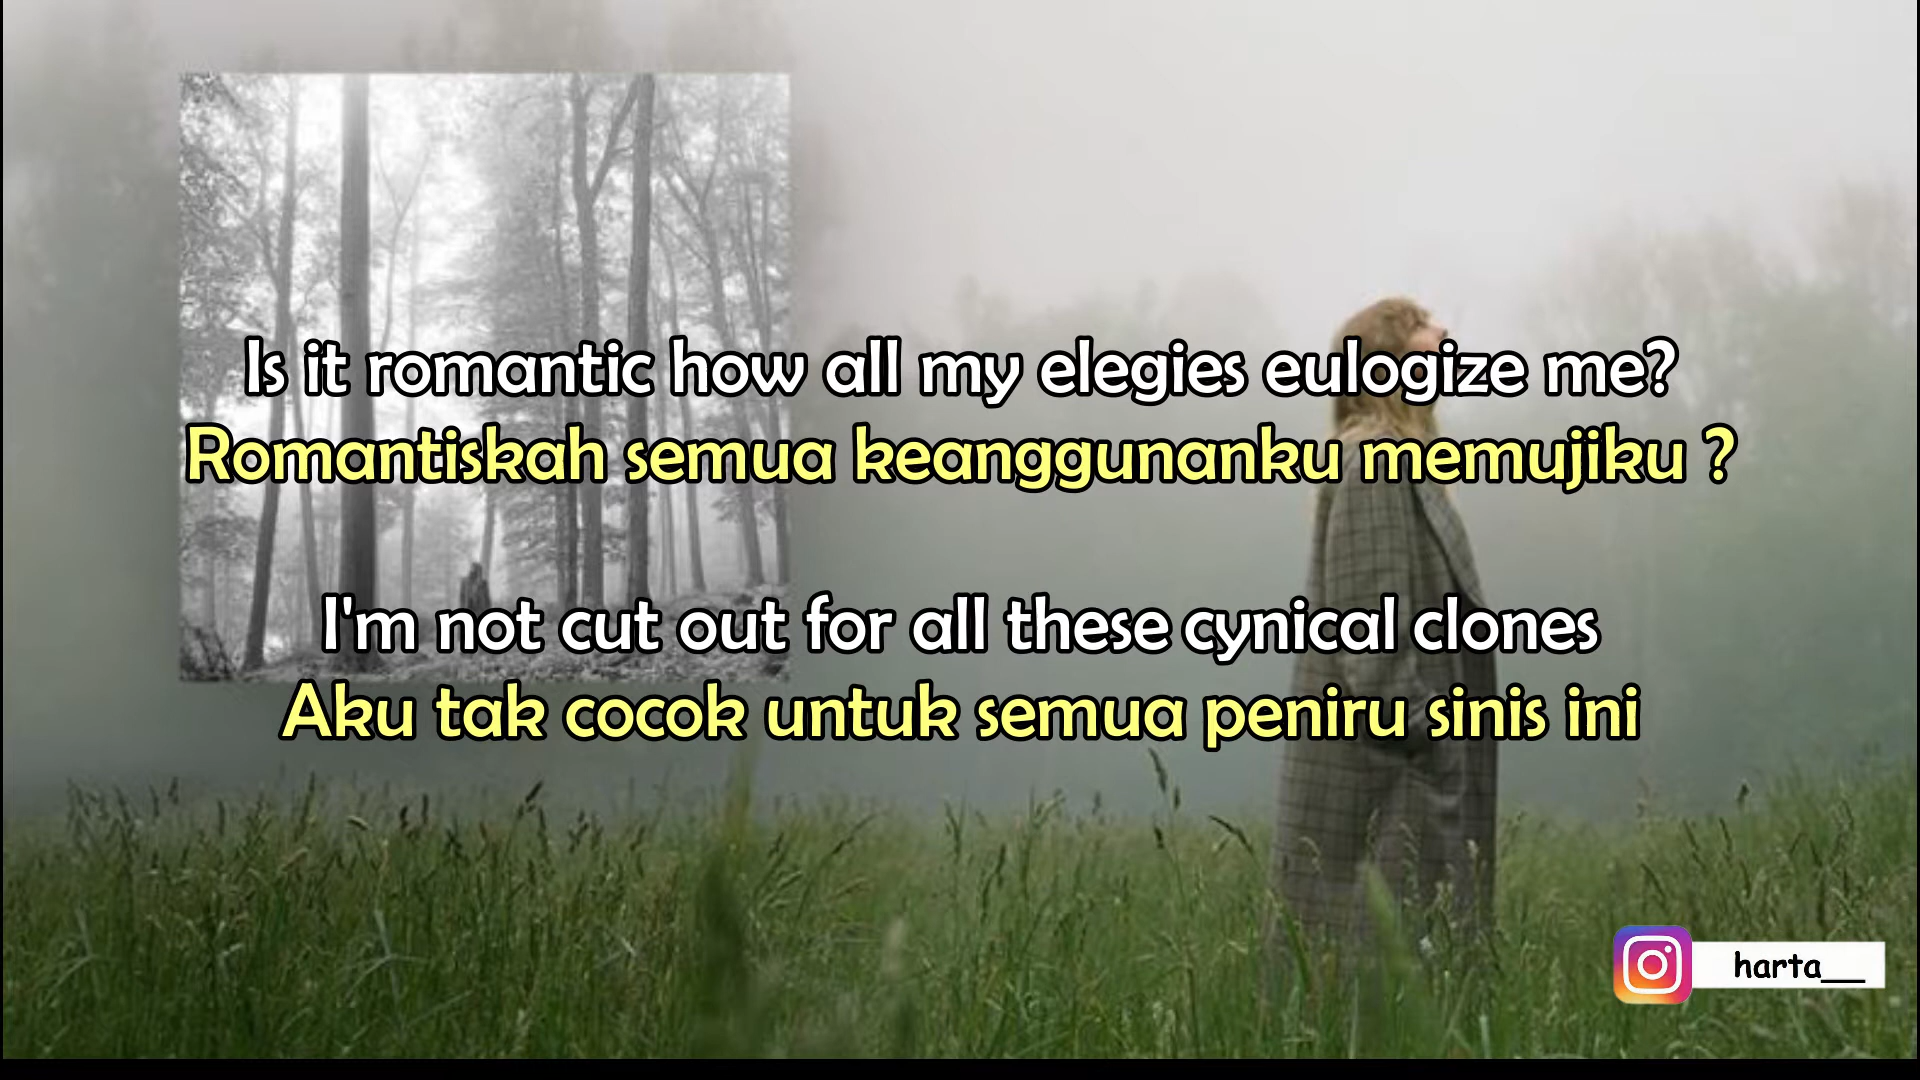 Is it romantic how all my elegies eulogize me?
Romantiskah semua keanggunanku memujiku ?
I'm not cut out for all these cynical clones
Aku tak cocok untuk semua peniru sinis ini
harta__